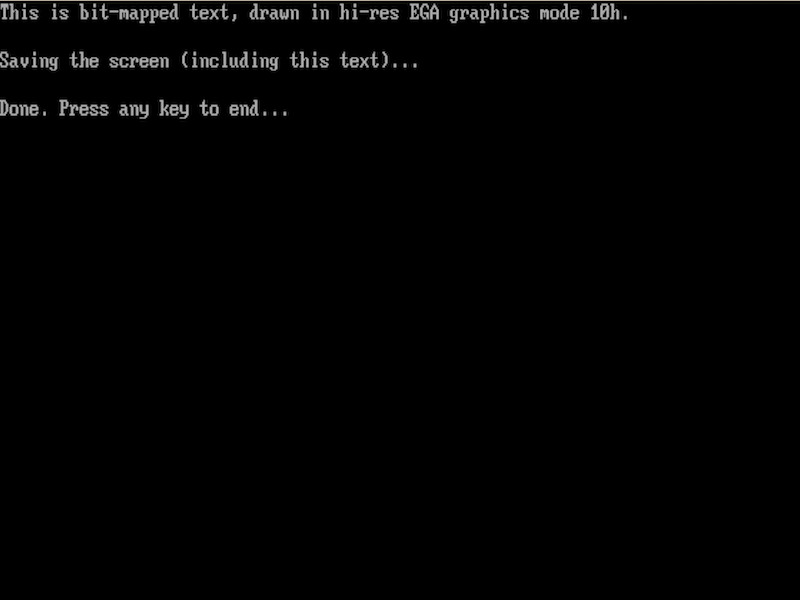 This is bit-mapped text, drawn in hi-res EGA graphics mode 10h.
Saving the screen (including this text)...
Done. Press any key to end...